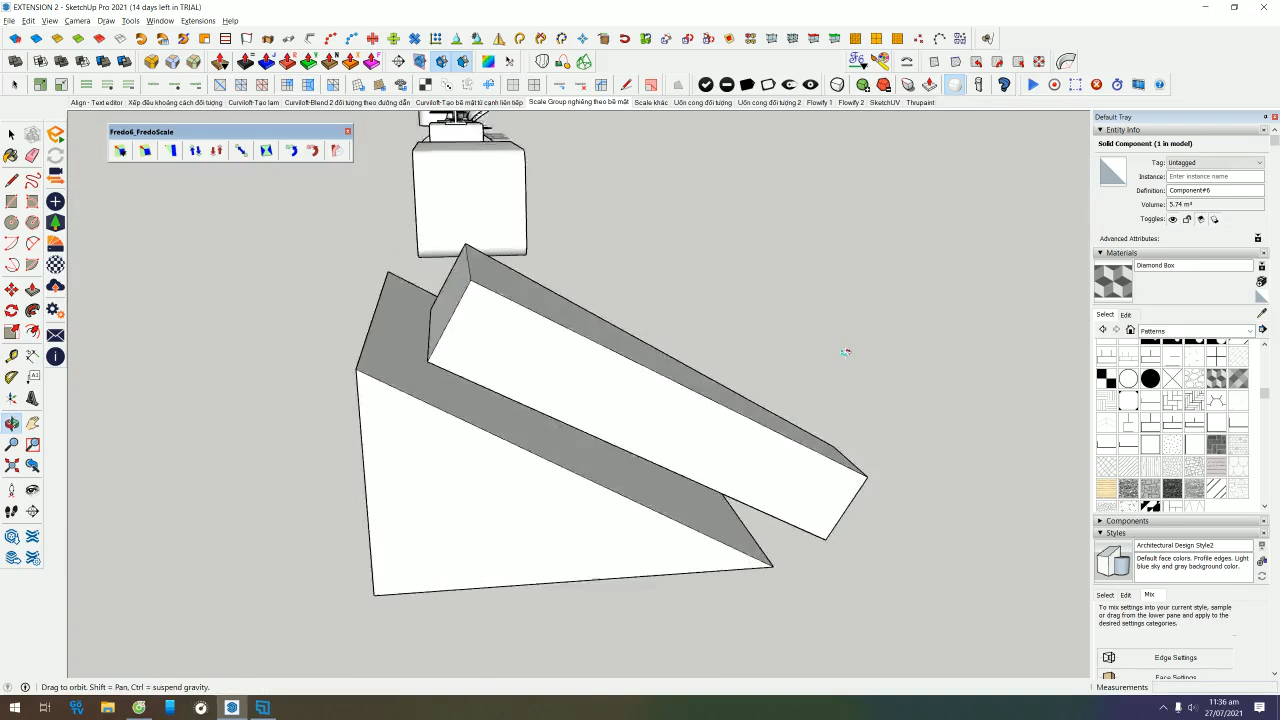 EXTENSION 2 - SketchUp Pro 2021 (14 days left in TRIAL)
File Edit View Camera Draw Tools Window Extensions Help
Align - Text editor Xếp đều khoảng cách đối tượng Curviloft-Tạo lam Curviloft-Blend 2 đối tượng theo đường dẫn Curviloft-Tạo bề mặt từ cạnh liên tiếp Scale Group nghiêng theo bề mặt Scale khác Uốn cong đối tượng Uốn cong đối tượng 2 Flowify 1 Flowify 2 SketchUV Thrupaint
Fredo6_FredoScale
Default Tray
Entity Info
Solid Component (1 in model)
Tag: Untagged
Instance: Enter instance name
Definition: Component#6
Volume: 5.74 m³
Toggles:
Advanced Attributes:
Materials
Diamond Box
Select Edit
Patterns
Components
Styles
Architectural Design Style2
Default face colors. Profile edges. Light
blue sky and gray background color.
Select Edit Mix
To mix settings into your current style, sample
or drag from the lower pane and apply to the
desired settings categories.
Edge Settings
Face Settings
Drag to orbit. Shift = Pan, Ctrl = suspend gravity.
Measurements
11:36 am
27/07/2021